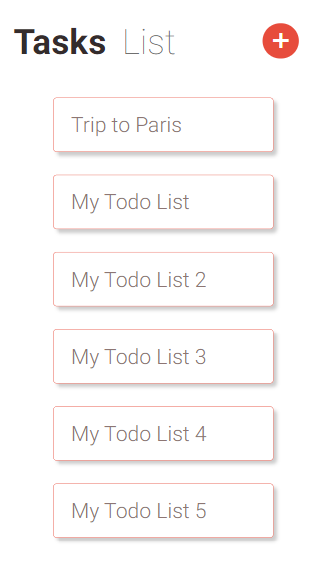 Tasks List
+
Trip to Paris
My Todo List
My Todo List 2
My Todo List 3
My Todo List 4
My Todo List 5